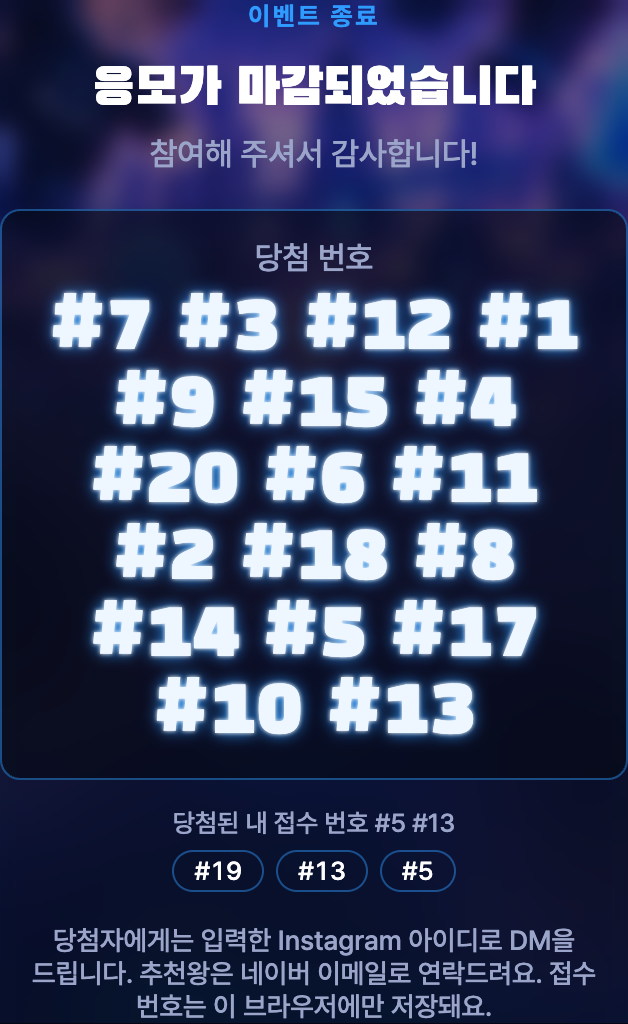 이벤트 종료
응모가 마감되었습니다
참여해 주셔서 감사합니다!
당첨 번호
#7 #3 #12 #1
#9 #15 #4
#20 #6 #11
#2 #18 #8
#14 #5 #17
#10 #13
당첨된 내 접수 번호 #5 #13
#19 #13 #5
당첨자에게는 입력한 Instagram 아이디로 DM을
드립니다. 추천왕은 네이버 이메일로 연락드려요. 접수
번호는 이 브라우저에만 저장돼요.